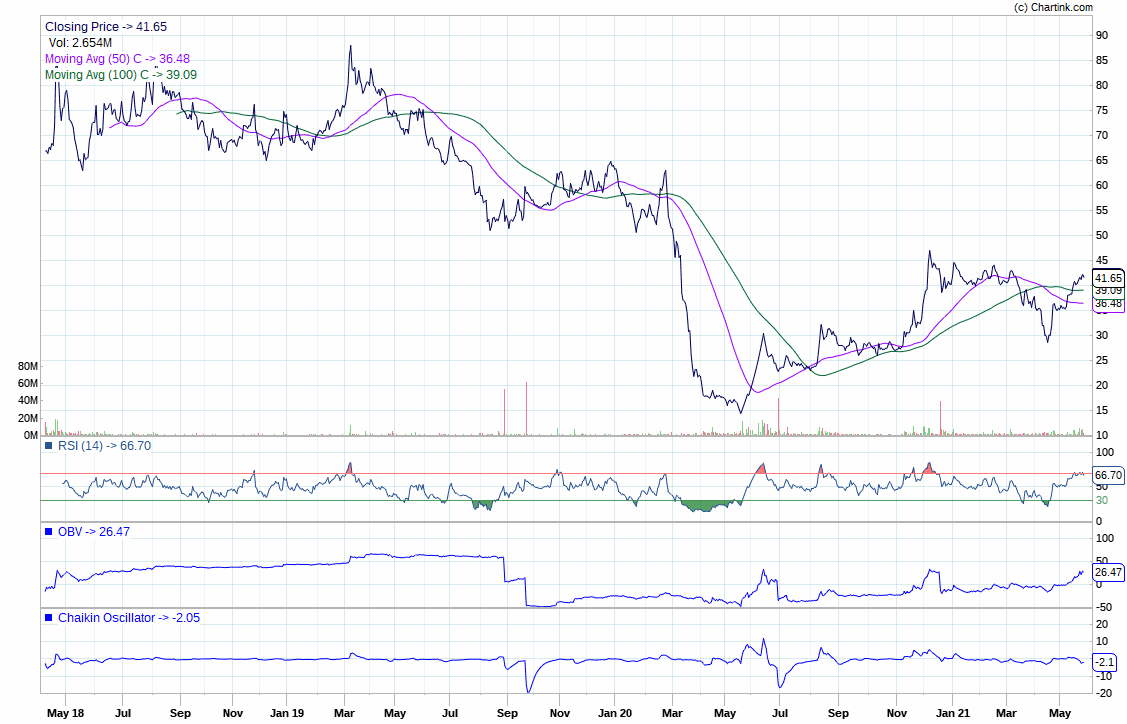 (c) Chartink.com
Closing Price -> 41.65
Vol: 2.654M
Moving Avg (50) C -> 36.48
Moving Avg (100) C -> 39.09
90
85
80
75
70
65
60
55
50
45
41.65
39.09
36.48
30
25
20
15
10
80M
60M
40M
20M
0M
RSI (14) -> 66.70
100
66.70
50
30
0
OBV -> 26.47
100
50
26.47
0
-50
Chaikin Oscillator -> -2.05
20
10
-2.1
-10
-20
May 18 Jul Sep Nov Jan 19 Mar May Jul Sep Nov Jan 20 Mar May Jul Sep Nov Jan 21 Mar May